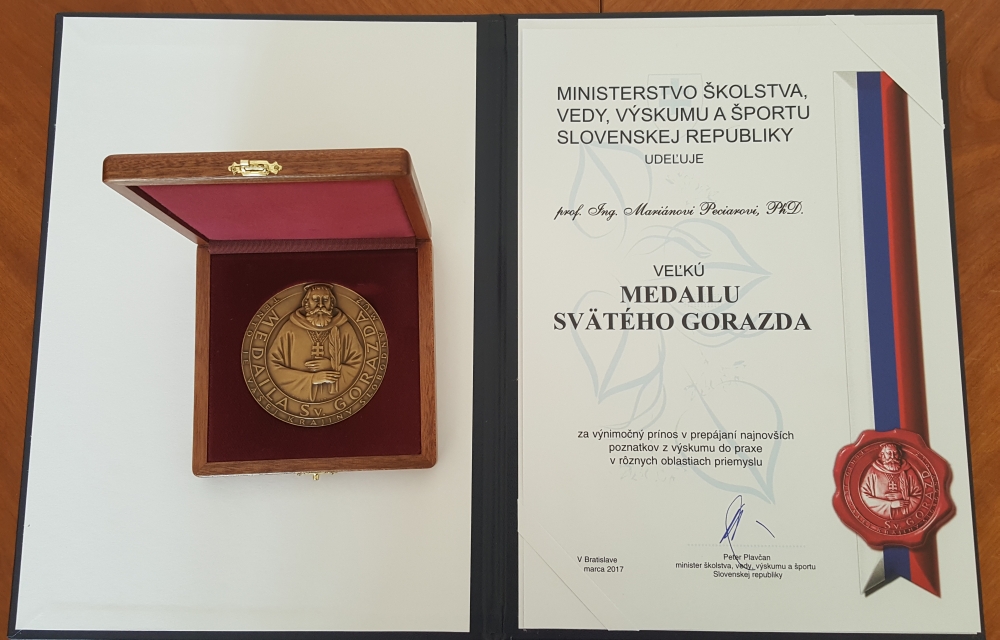 MEDAILA Sv. GORAZDA
MINISTERSTVO ŠKOLSTVA,
VEDY, VÝSKUMU A ŠPORTU
SLOVENSKEJ REPUBLIKY
UDEĽUJE
prof. Ing. Mariánovi Peciarovi, PhD.
VEĽKÚ
MEDAILU
SVÄTÉHO GORAZDA
za výnimočný prínos v prepájaní najnovších
poznatkov z výskumu do praxe
v rôznych oblastiach priemyslu
V Bratislave
marca 2017
Peter Plavčan
minister školstva, vedy, výskumu a športu
Slovenskej republiky
Sv. GORAZD